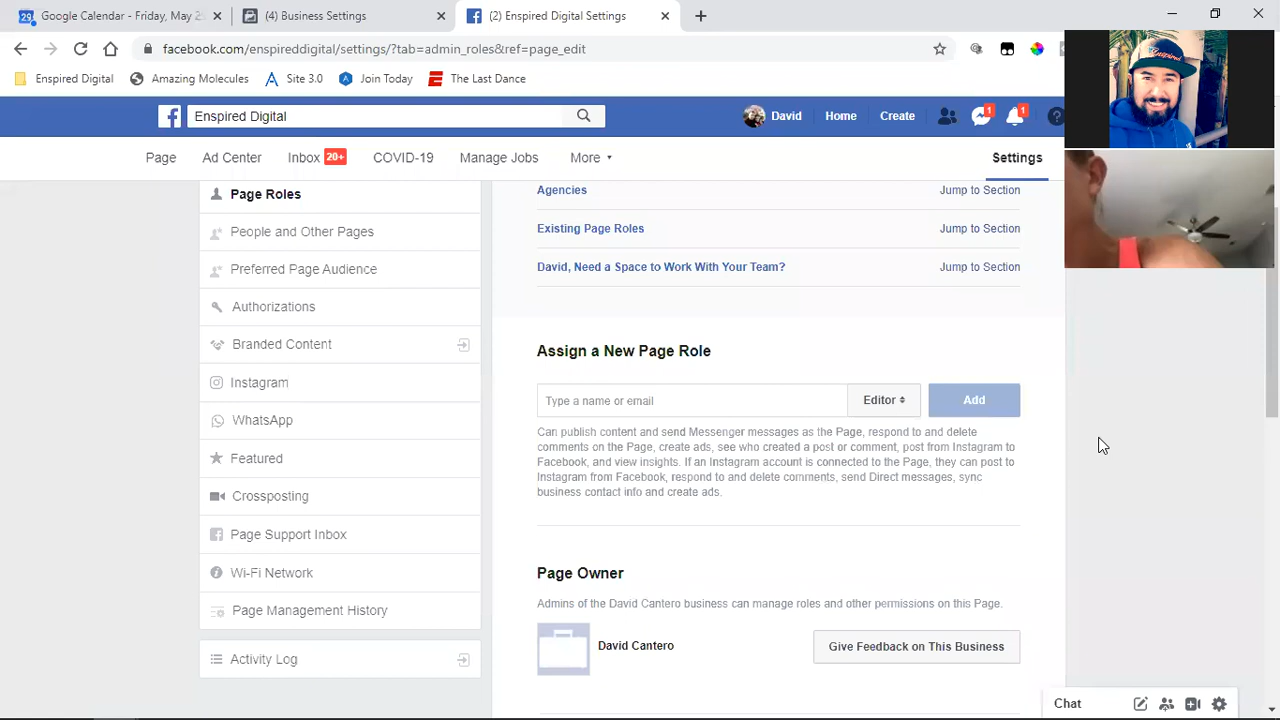 29 Google Calendar - Friday, May 2
(4) Business Settings
(2) Enspired Digital Settings
facebook.com/enspireddigital/settings/?tab=admin_roles&ref=page_edit
Enspired Digital
Amazing Molecules
Site 3.0
Join Today
The Last Dance
Enspired Digital
David
Home
Create
1
1
Page
Ad Center
Inbox 20+
COVID-19
Manage Jobs
More
Settings
Page Roles
People and Other Pages
Preferred Page Audience
Authorizations
Branded Content
Instagram
WhatsApp
Featured
Crossposting
Page Support Inbox
Wi-Fi Network
Page Management History
Activity Log
Agencies Jump to Section
Existing Page Roles Jump to Section
David, Need a Space to Work With Your Team? Jump to Section
Assign a New Page Role
Type a name or email Editor Add
Can publish content and send Messenger messages as the Page, respond to and delete
comments on the Page, create ads, see who created a post or comment, post from Instagram to
Facebook, and view insights. If an Instagram account is connected to the Page, they can post to
Instagram from Facebook, respond to and delete comments, send Direct messages, sync
business contact info and create ads.
Page Owner
Admins of the David Cantero business can manage roles and other permissions on this Page.
David Cantero
Give Feedback on This Business
Chat